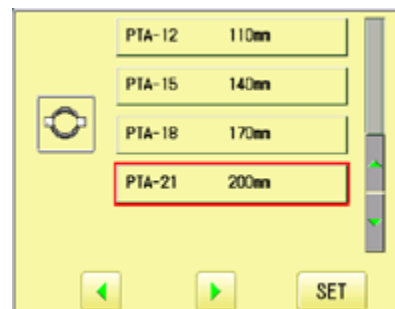 PTA-12 110mm
PTA-15 140mm
PTA-18 170mm
PTA-21 200mm
SET